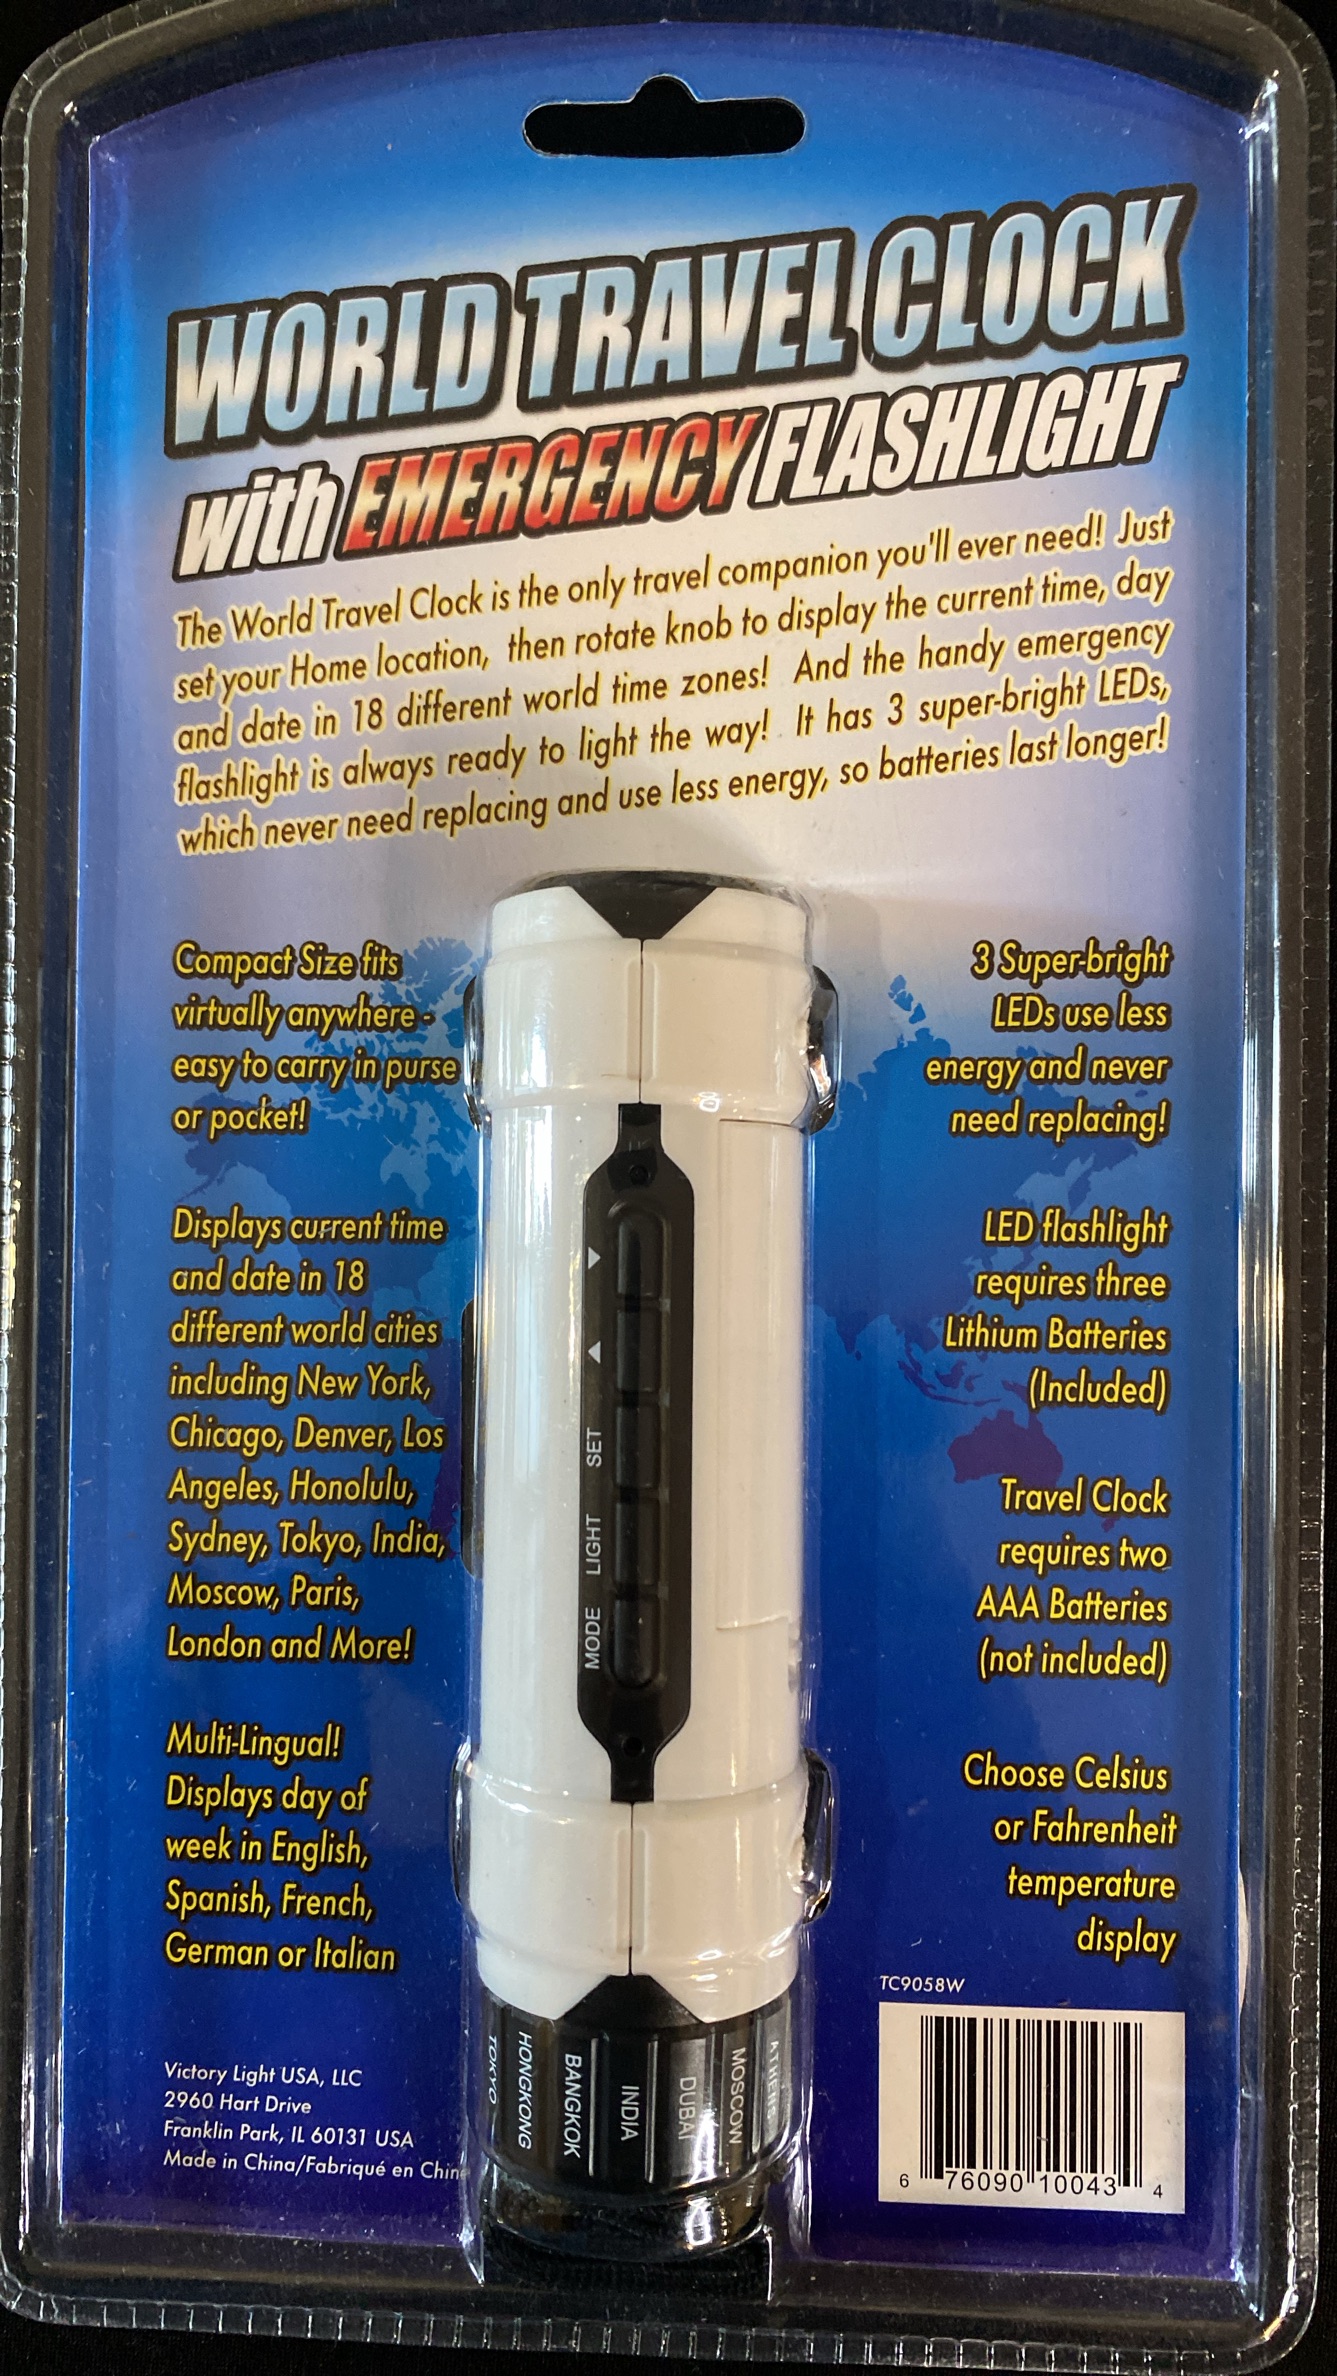 WORLD TRAVEL CLOCK
with EMERGENCY FLASHLIGHT
The World Travel Clock is the only travel companion you'll ever need! Just
set your Home location, then rotate knob to display the current time, day
and date in 18 different world time zones! And the handy emergency
flashlight is always ready to light the way! It has 3 super-bright LEDs,
which never need replacing and use less energy, so batteries last longer!
Compact Size fits
virtually anywhere -
easy to carry in purse
or pocket!
Displays current time
and date in 18
different world cities
including New York,
Chicago, Denver, Los
Angeles, Honolulu,
Sydney, Tokyo, India,
Moscow, Paris,
London and More!
Multi-Lingual!
Displays day of
week in English,
Spanish, French,
German or Italian
Victory Light USA, LLC
2960 Hart Drive
Franklin Park, IL 60131 USA
Made in China/Fabriqué en Chine
MODE LIGHT SET ▲ ▼
TOKYO
HONGKONG
BANGKOK
INDIA
DUBAI
MOSCOW
ATHENS
3 Super-bright
LEDs use less
energy and never
need replacing!
LED flashlight
requires three
Lithium Batteries
(Included)
Travel Clock
requires two
AAA Batteries
(not included)
Choose Celsius
or Fahrenheit
temperature
display
TC9058W
6 76090 10043 4